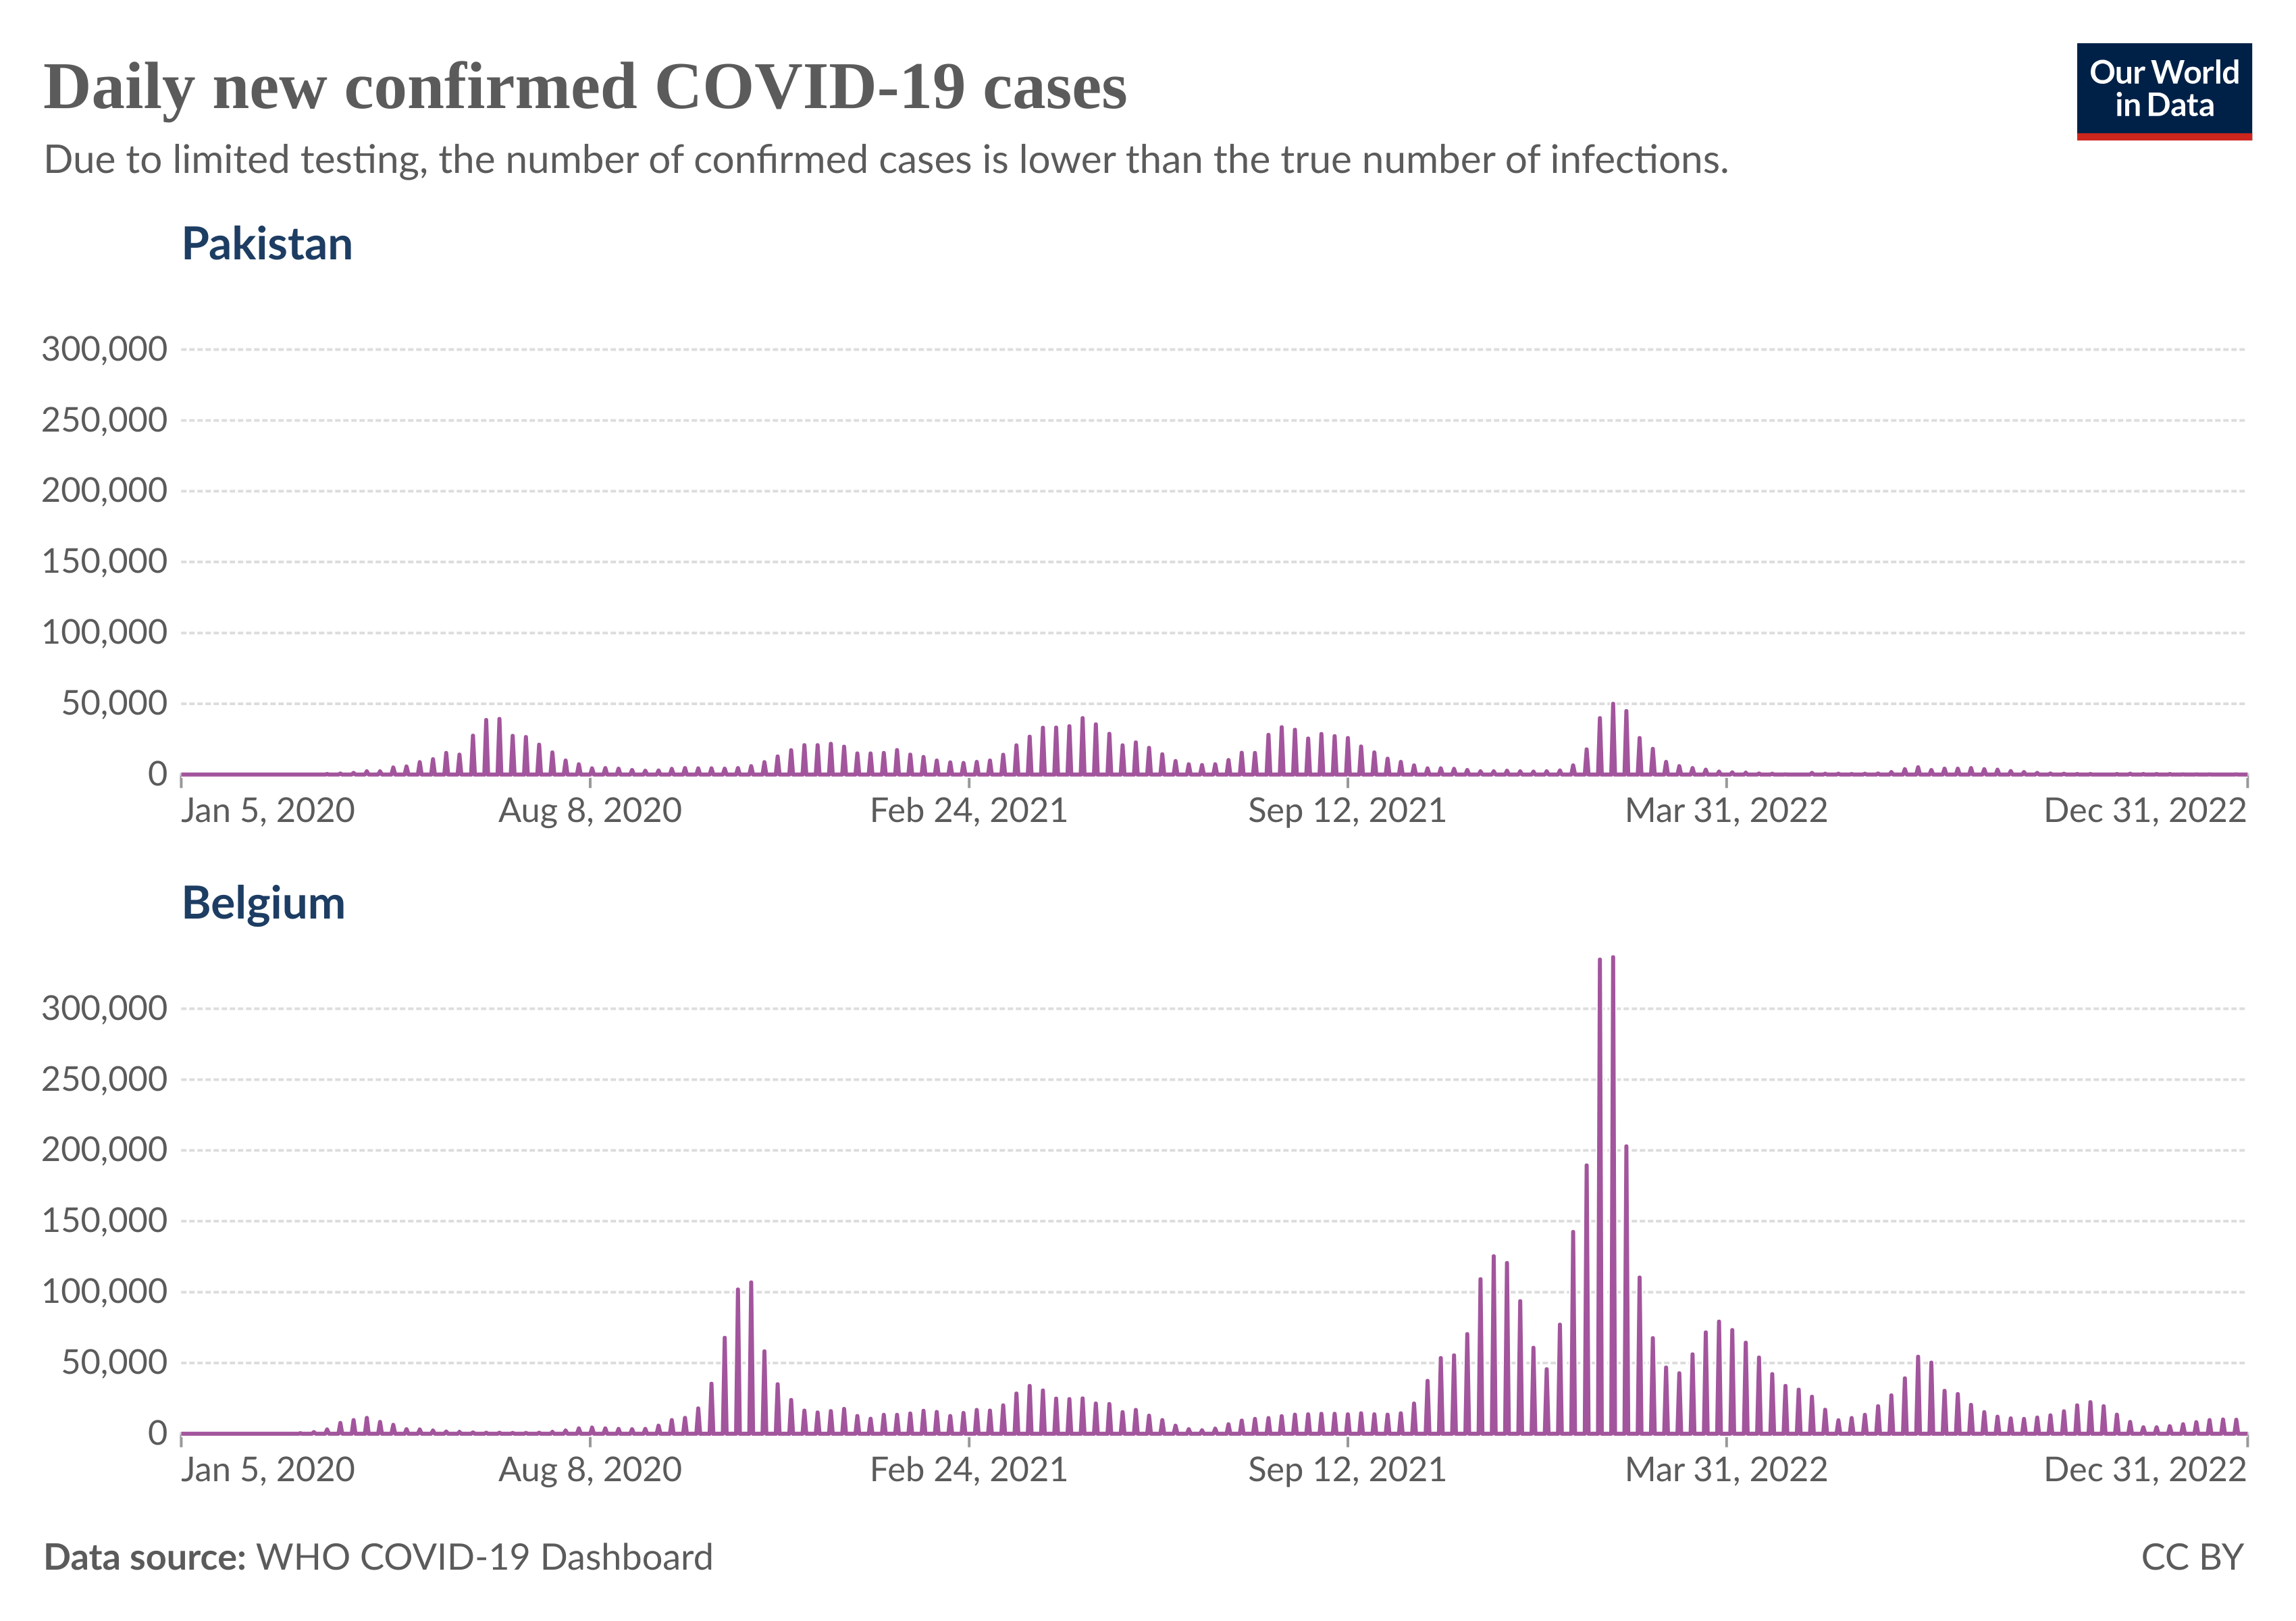 Daily new confirmed COVID-19 cases
Our World
in Data
Due to limited testing, the number of confirmed cases is lower than the true number of infections.
Pakistan
300,000
250,000
200,000
150,000
100,000
50,000
0
Jan 5, 2020 Aug 8, 2020 Feb 24, 2021 Sep 12, 2021 Mar 31, 2022 Dec 31, 2022
Belgium
300,000
250,000
200,000
150,000
100,000
50,000
0
Jan 5, 2020 Aug 8, 2020 Feb 24, 2021 Sep 12, 2021 Mar 31, 2022 Dec 31, 2022
Data source: WHO COVID-19 Dashboard CC BY